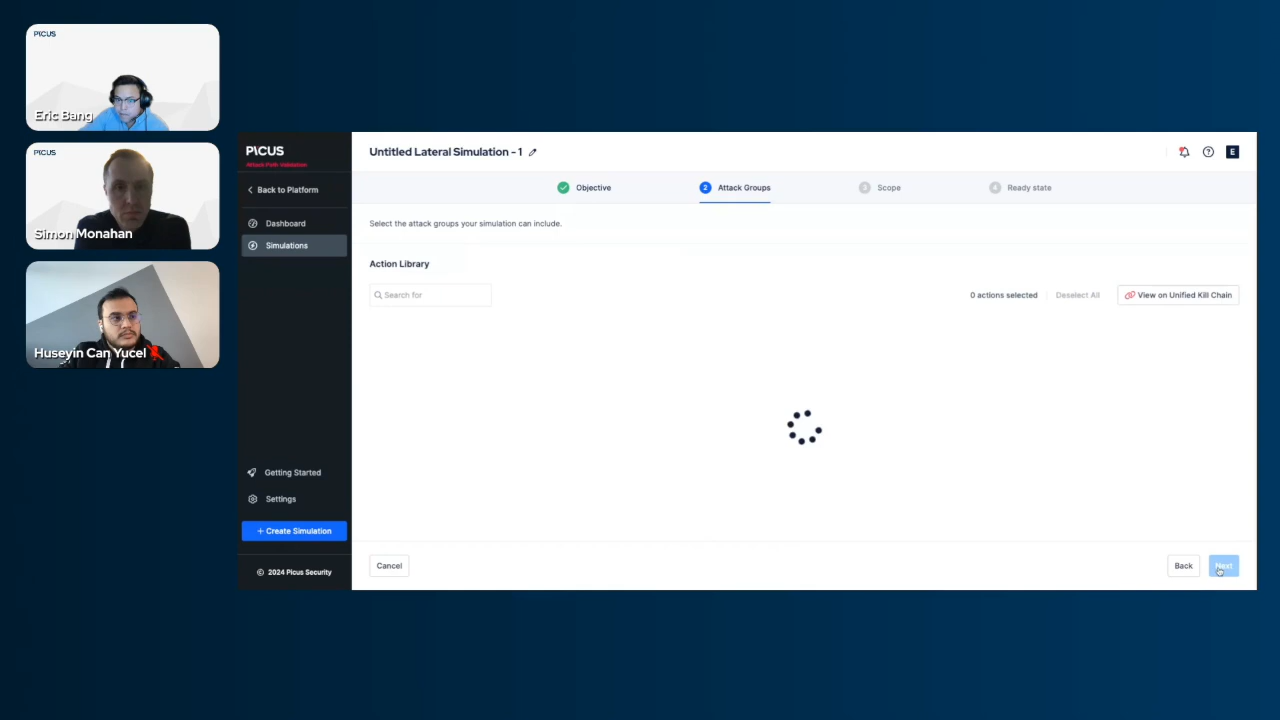 PICUS
Eric Bang
PICUS
Simon Monahan
Huseyin Can Yucel
PICUS
Attack Path Validation
Back to Platform
Dashboard
Simulations
Getting Started
Settings
+ Create Simulation
© 2024 Picus Security
Untitled Lateral Simulation - 1
E
Objective
2 Attack Groups
3 Scope
4 Ready state
Select the attack groups your simulation can include.
Action Library
Search for
0 actions selected
Deselect All
View on Unified Kill Chain
Cancel
Back
Next